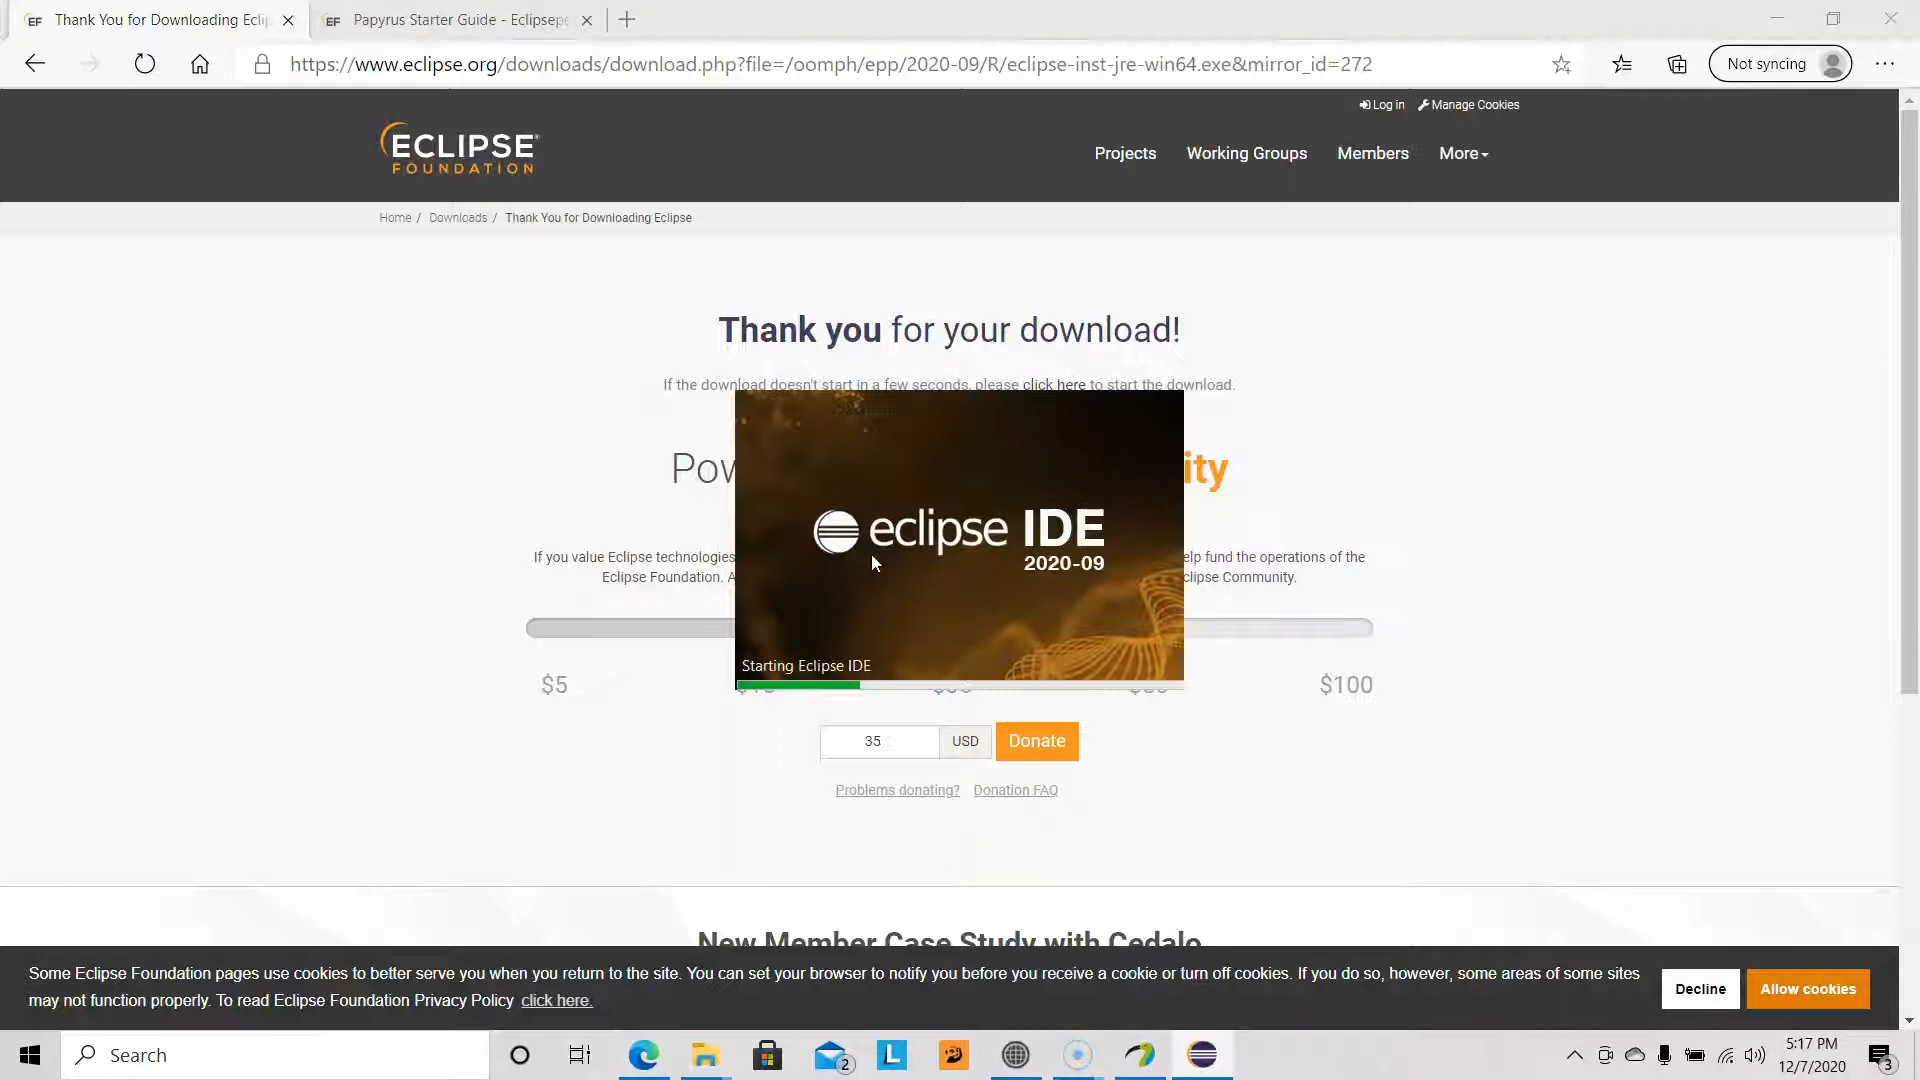 EF Thank You for Downloading Ecli
EF Papyrus Starter Guide - Eclipsepe
https://www.eclipse.org/downloads/download.php?file=/oomph/epp/2020-09/R/eclipse-inst-jre-win64.exe&mirror_id=272
Not syncing
Log in Manage Cookies
ECLIPSE
FOUNDATION
Projects Working Groups Members More
Home / Downloads / Thank You for Downloading Eclipse
Thank you for your download!
If the download doesn't start in a few seconds, please click here to start the download.
Pow ity
eclipse IDE
2020-09
If you value Eclipse technologies elp fund the operations of the
Eclipse Foundation. A clipse Community.
Starting Eclipse IDE
$5 $100
35 USD Donate
Problems donating? Donation FAQ
New Member Case Study with Cedalo
Some Eclipse Foundation pages use cookies to better serve you when you return to the site. You can set your browser to notify you before you receive a cookie or turn off cookies. If you do so, however, some areas of some sites
may not function properly. To read Eclipse Foundation Privacy Policy click here.
Decline Allow cookies
Search
2
L
5:17 PM
12/7/2020
3